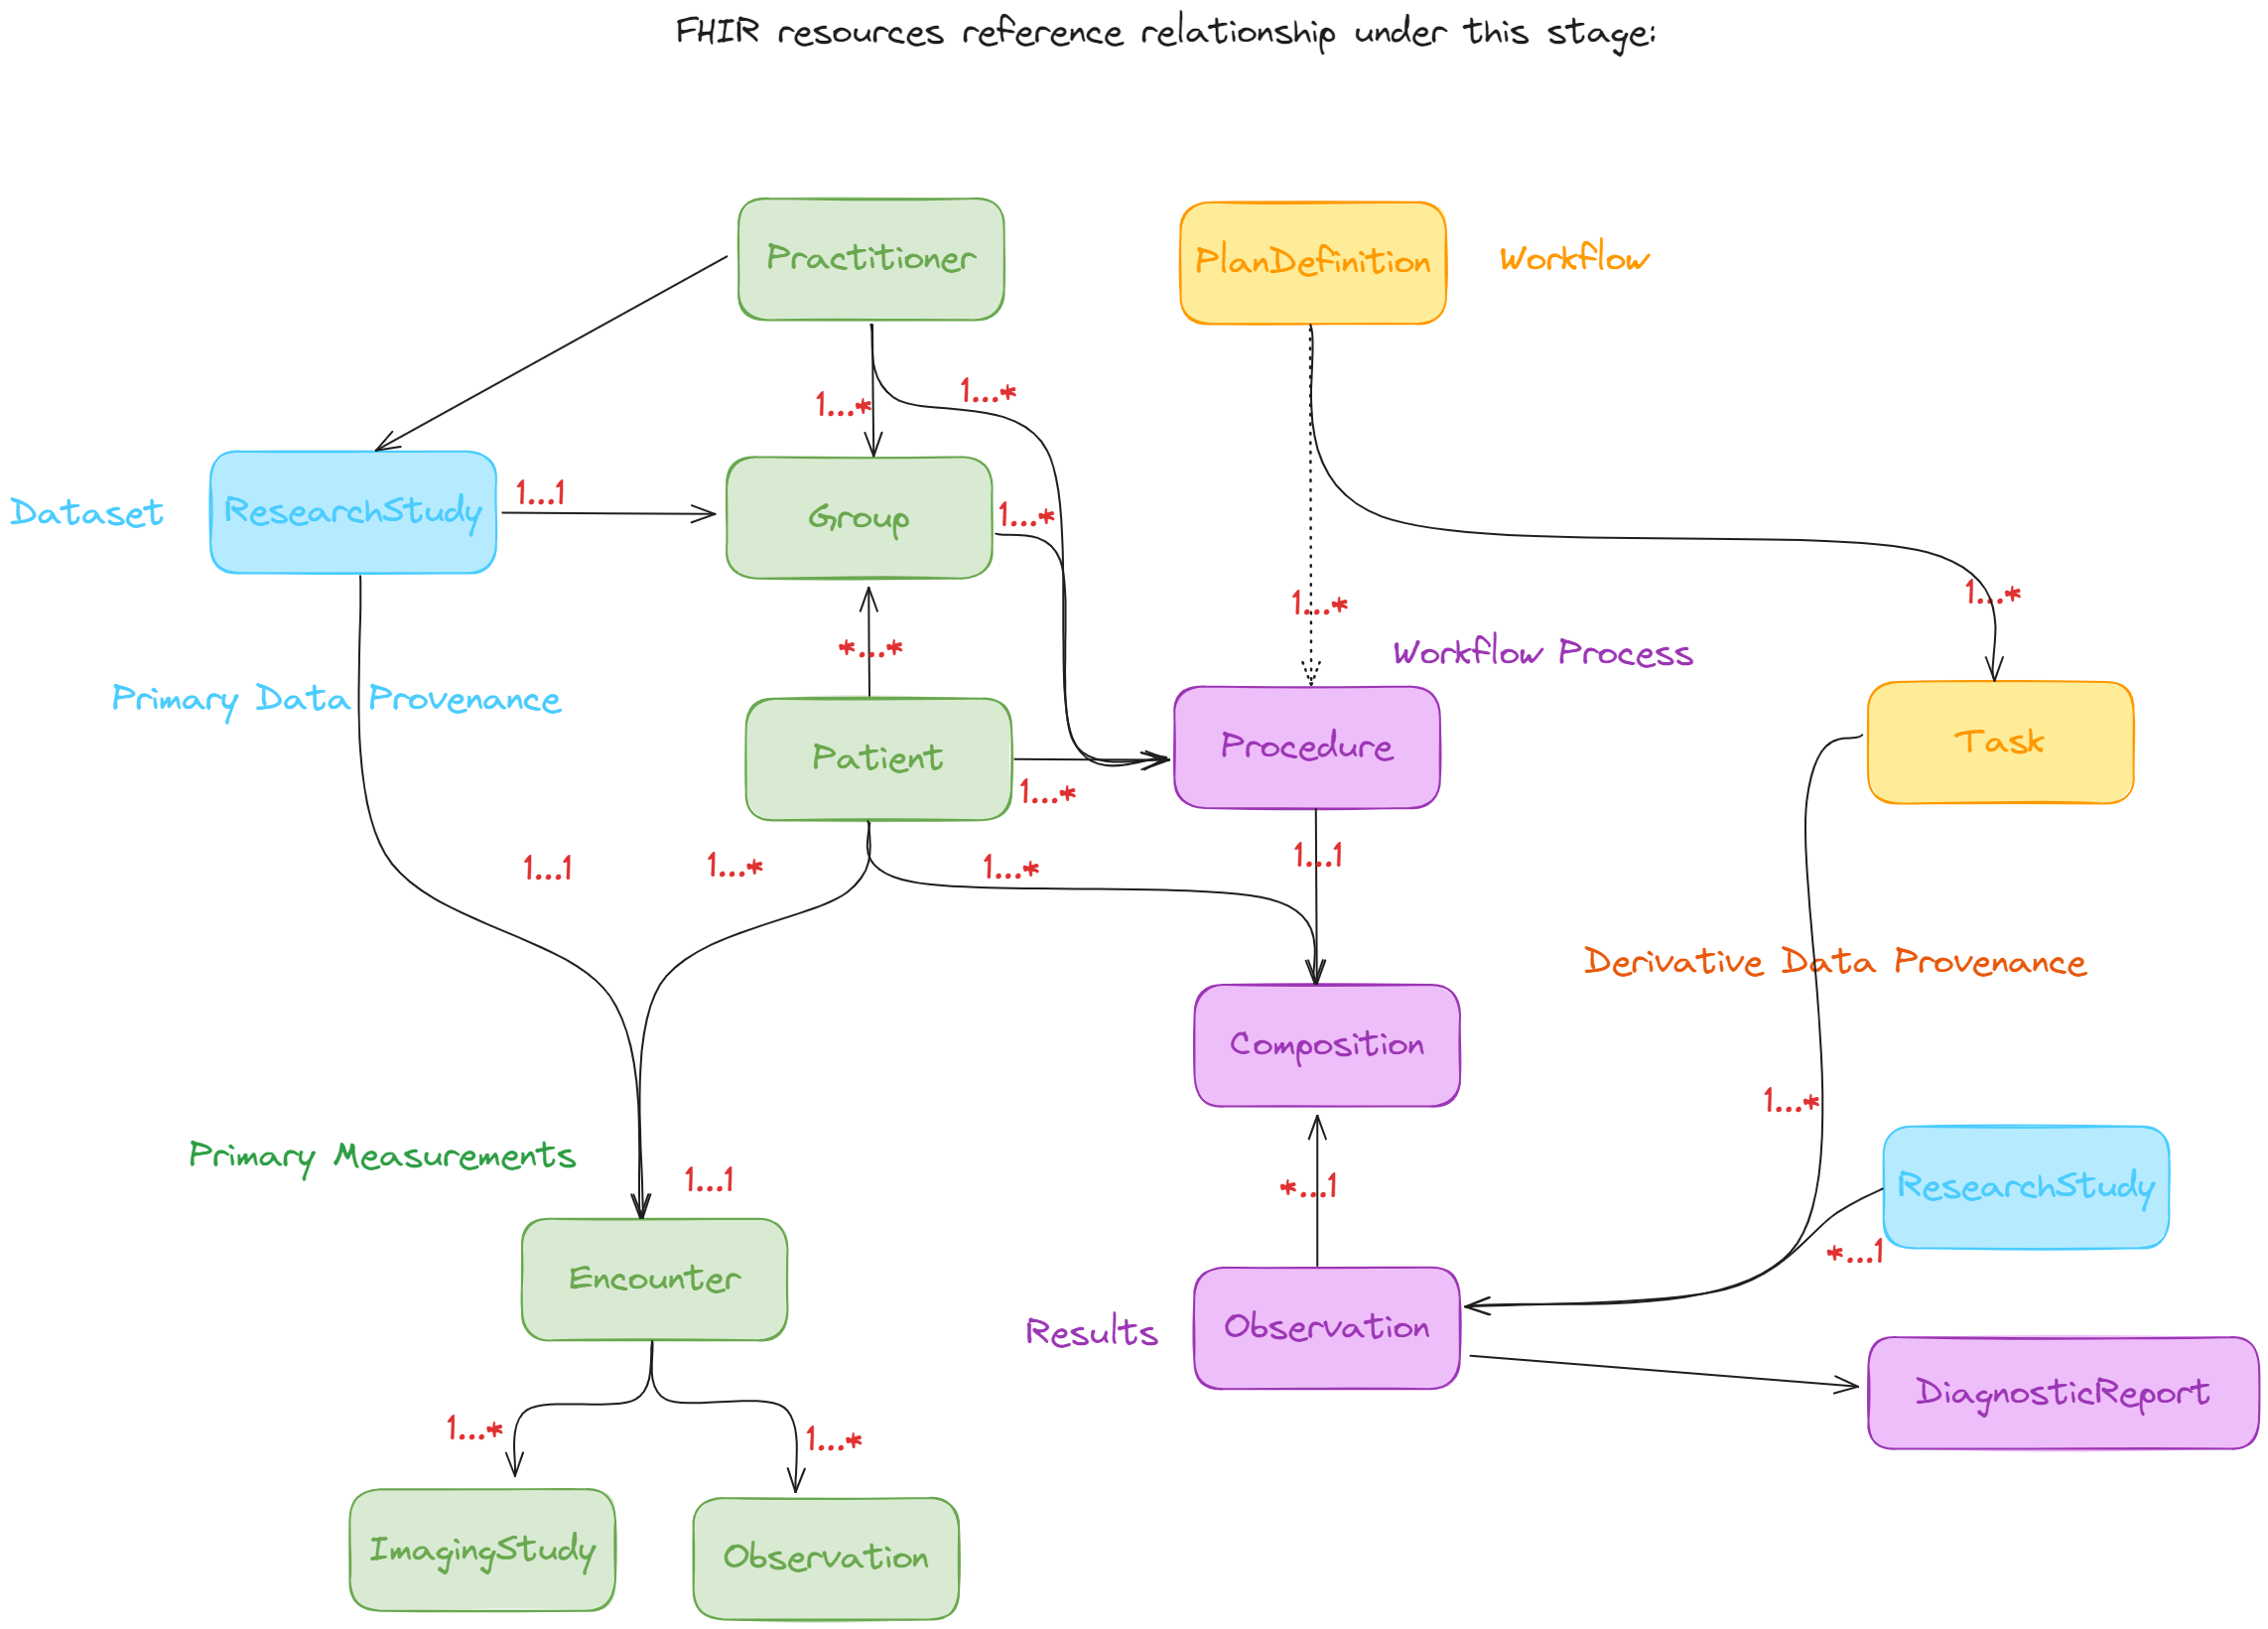 FHIR resources reference relationship under this stage:
Practitioner
PlanDefinition
Workflow
1...*
1...*
Dataset
ResearchStudy
1...1
Group
1...*
1...*
1...*
*...*
Workflow Process
Primary Data Provenance
Patient
Procedure
Task
1...*
1...1
1...*
1...*
1...1
Derivative Data Provenance
Composition
1...*
Primary Measurements
1...1
*...1
ResearchStudy
*...1
Encounter
Results
Observation
DiagnosticReport
1...*
1...*
ImagingStudy
Observation